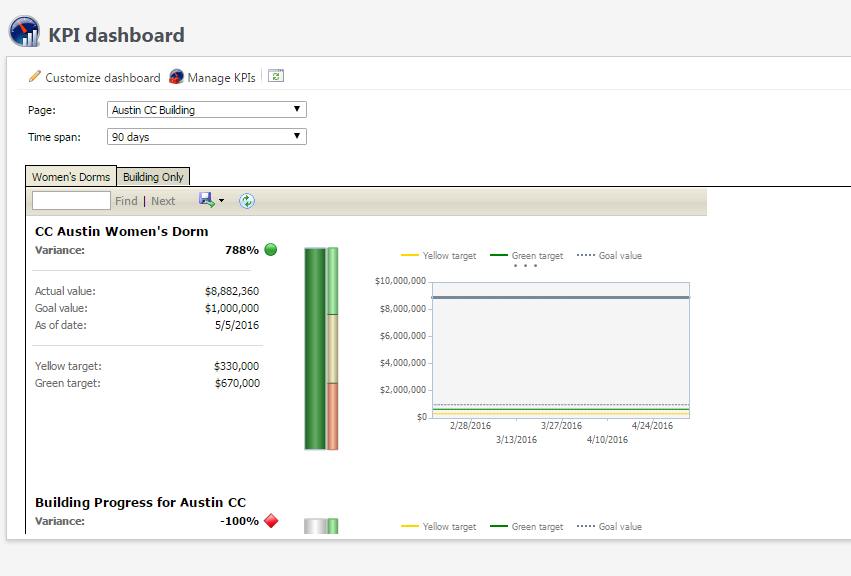 KPI dashboard
Customize dashboard Manage KPIs
Page: Austin CC Building
Time span: 90 days
Women's Dorms Building Only
Find | Next
CC Austin Women's Dorm
Variance: 788%
Actual value: $8,882,360
Goal value: $1,000,000
As of date: 5/5/2016
Yellow target: $330,000
Green target: $670,000
Yellow target Green target Goal value
$10,000,000
$8,000,000
$6,000,000
$4,000,000
$2,000,000
$0
2/28/2016 3/27/2016 4/24/2016
3/13/2016 4/10/2016
Building Progress for Austin CC
Variance: -100%
Yellow target Green target Goal value